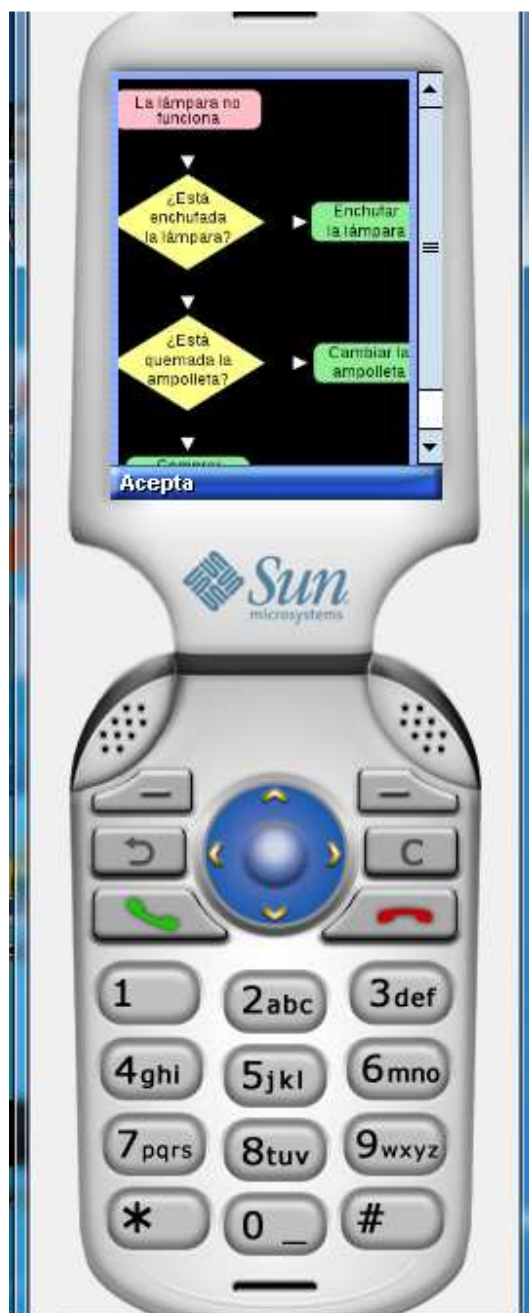 La lámpara no
funciona
¿Está
enchufada
la lámpara?
Enchufar
la lámpara
¿Está
quemada la
ampolleta?
Cambiar la
ampolleta
Acepta
Sun
microsystems
C
1
2abc
3def
4ghi
5jkl
6mno
7pqrs
8tuv
9wxyz
*
0 _
#